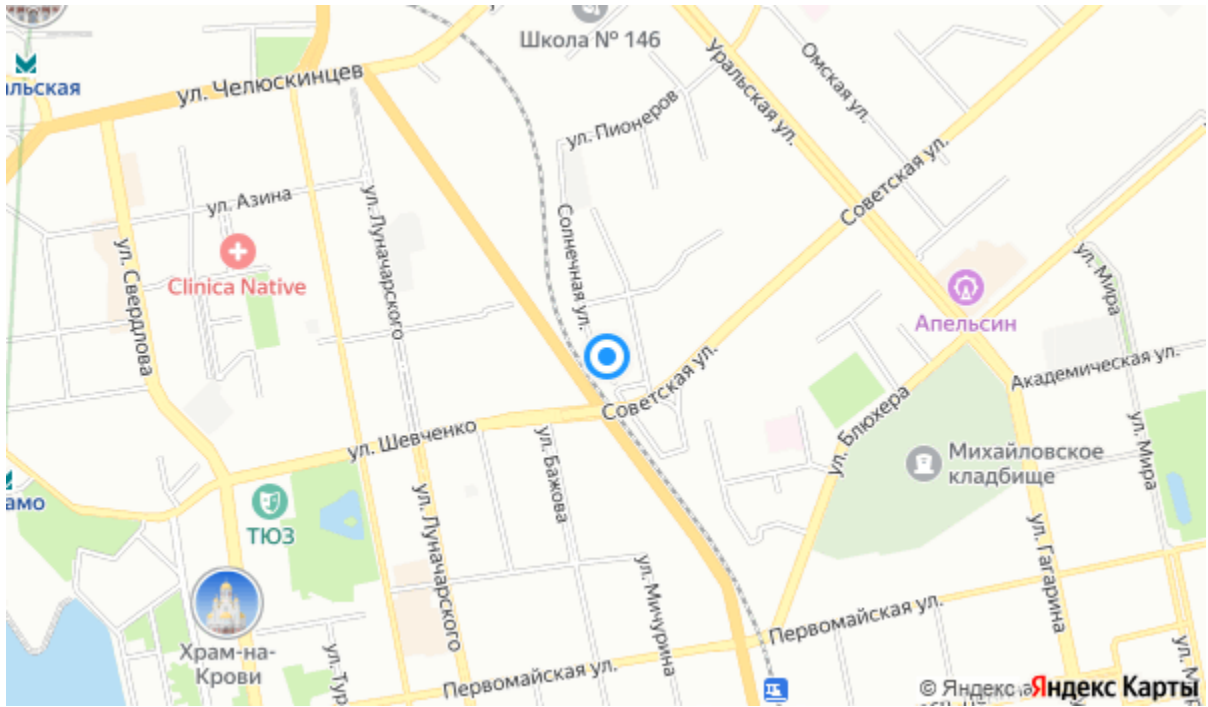 Школа № 146
альская
ул. Челюскинцев
Уральская ул.
Омская ул.
ул. Пионеров
Советская ул.
ул. Азина
ул. Луначарского
Солнечная ул.
ул. Свердлова
Clinica Native
ул. Мира
Апельсин
Академическая ул.
Советская ул.
ул. Блюхера
ул. Шевченко
ул. Бажова
ул. Мира
Михайловское
кладбище
амо
ТЮЗ
ул. Луначарского
ул. Гагарина
ул. Мичурина
Первомайская ул.
Храм-на-
Крови
ул. Тур
Первомайская ул.
ул. М
© Яндекс
Яндекс Карты